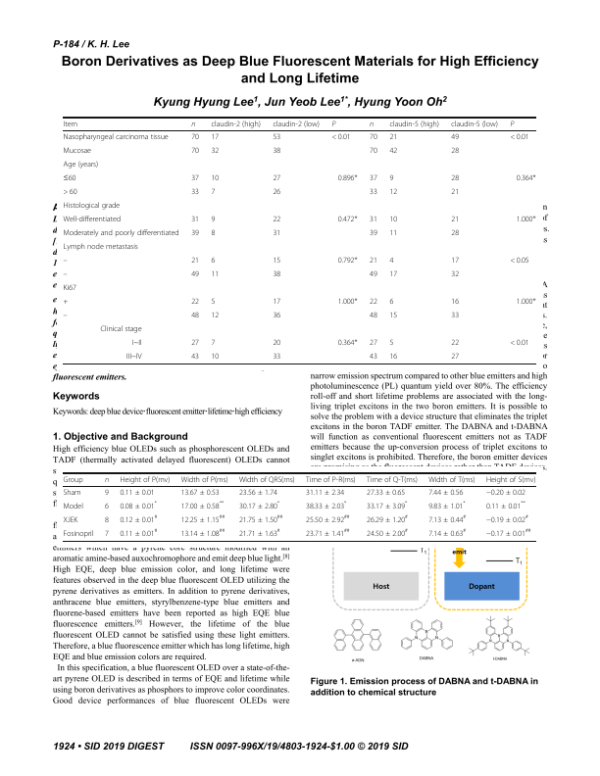 P-184 / K. H. Lee
Boron Derivatives as Deep Blue Fluorescent Materials for High Efficiency
and Long Lifetime
Kyung Hyung Lee1, Jun Yeob Lee1*, Hyung Yoon Oh2
Item n claudin-2 (high) claudin-2 (low) P n claudin-5 (high) claudin-5 (low) P
Nasopharyngeal carcinoma tissue 70 17 53 < 0.01 70 21 49 < 0.01
Mucosae 70 32 38 70 42 28
Age (years)
≤60 37 10 27 0.896* 37 9 28 0.364*
> 60 33 7 26 33 12 21
Histological grade
Well-differentiated 31 9 22 0.472* 31 10 21 1.000*
Moderately and poorly differentiated 39 8 31 39 11 28
Lymph node metastasis
− 21 6 15 0.792* 21 4 17 < 0.05
− 49 11 38 49 17 32
Ki67
+ 22 5 17 1.000* 22 6 16 1.000*
− 48 12 36 48 15 33
Clinical stage
I~II 27 7 20 0.364* 27 5 22 < 0.01
III~IV 43 10 33 43 16 27
fluorescent emitters.
Keywords
Keywords: deep blue device·fluorescent emitter·lifetime·high efficiency
1. Objective and Background
High efficiency blue OLEDs such as phosphorescent OLEDs and
TADF (thermally activated delayed fluorescent) OLEDs cannot
narrow emission spectrum compared to other blue emitters and high
photoluminescence (PL) quantum yield over 80%. The efficiency
roll-off and short lifetime problems are associated with the long-
living triplet excitons in the two boron emitters. It is possible to
solve the problem with a device structure that eliminates the triplet
excitons in the boron TADF emitter. The DABNA and t-DABNA
will function as conventional fluorescent emitters not as TADF
emitters because the up-conversion process of triplet excitons to
singlet excitons is prohibited. Therefore, the boron emitter devices
Group n Height of P(mv) Width of P(ms) Width of QRS(ms) Time of P-R(ms) Time of Q-T(ms) Width of T(ms) Height of S(mv)
Sham 9 0.11 ± 0.01 13.67 ± 0.53 23.56 ± 1.74 31.11 ± 2.34 27.33 ± 0.65 7.44 ± 0.56 −0.20 ± 0.02
Model 6 0.08 ± 0.01* 17.00 ± 0.58** 30.17 ± 2.80* 38.33 ± 2.03* 33.17 ± 3.09* 9.83 ± 1.01* 0.11 ± 0.01**
XJEK 8 0.12 ± 0.01# 12.25 ± 1.15## 21.75 ± 1.50## 25.50 ± 2.92## 26.29 ± 1.20# 7.13 ± 0.44# −0.19 ± 0.02#
Fosinopril 7 0.11 ± 0.01# 13.14 ± 1.08## 21.71 ± 1.63# 23.71 ± 1.41## 24.50 ± 2.00# 7.14 ± 0.63# −0.17 ± 0.01##
emitters which have a pyrene core structure modified with an
aromatic amine-based auxochromophore and emit deep blue light.[8]
High EQE, deep blue emission color, and long lifetime were
features observed in the deep blue fluorescent OLED utilizing the
pyrene derivatives as emitters. In addition to pyrene derivatives,
anthracene blue emitters, styrylbenzene-type blue emitters and
fluorene-based emitters have been reported as high EQE blue
fluorescence emitters.[9] However, the lifetime of the blue
fluorescent OLED cannot be satisfied using these light emitters.
Therefore, a blue fluorescence emitter which has long lifetime, high
EQE and blue emission colors are required.
In this specification, a blue fluorescent OLED over a state-of-the-
art pyrene OLED is described in terms of EQE and lifetime while
using boron derivatives as phosphors to improve color coordinates.
Good device performances of blue fluorescent OLEDs were
T1 emit T1
Host Dopant
DABNA
Figure 1. Emission process of DABNA and t-DABNA in
addition to chemical structure
1924 • SID 2019 DIGEST ISSN 0097-996X/19/4803-1924-$1.00 © 2019 SID